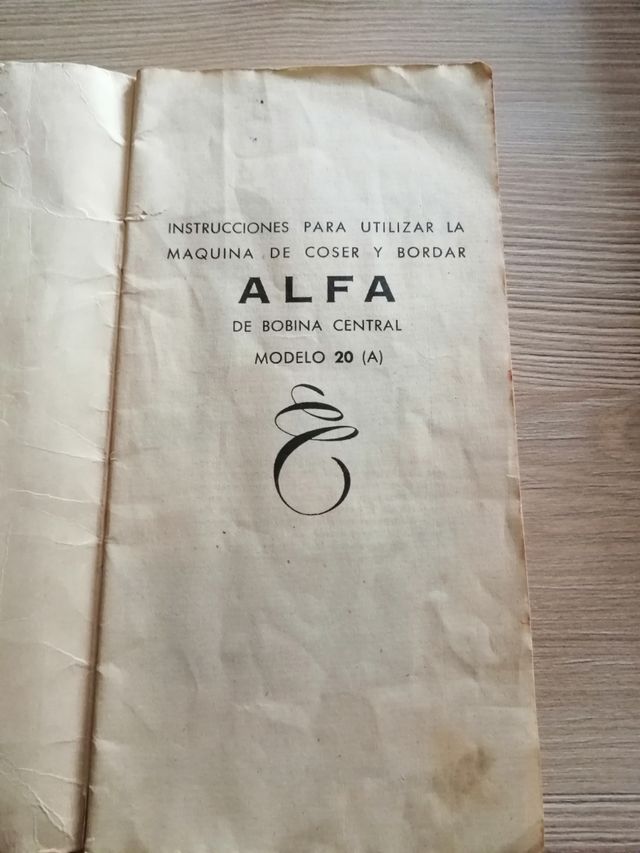 INSTRUCCIONES PARA UTILIZAR LA
MAQUINA DE COSER Y BORDAR
ALFA
DE BOBINA CENTRAL
MODELO 20 (A)